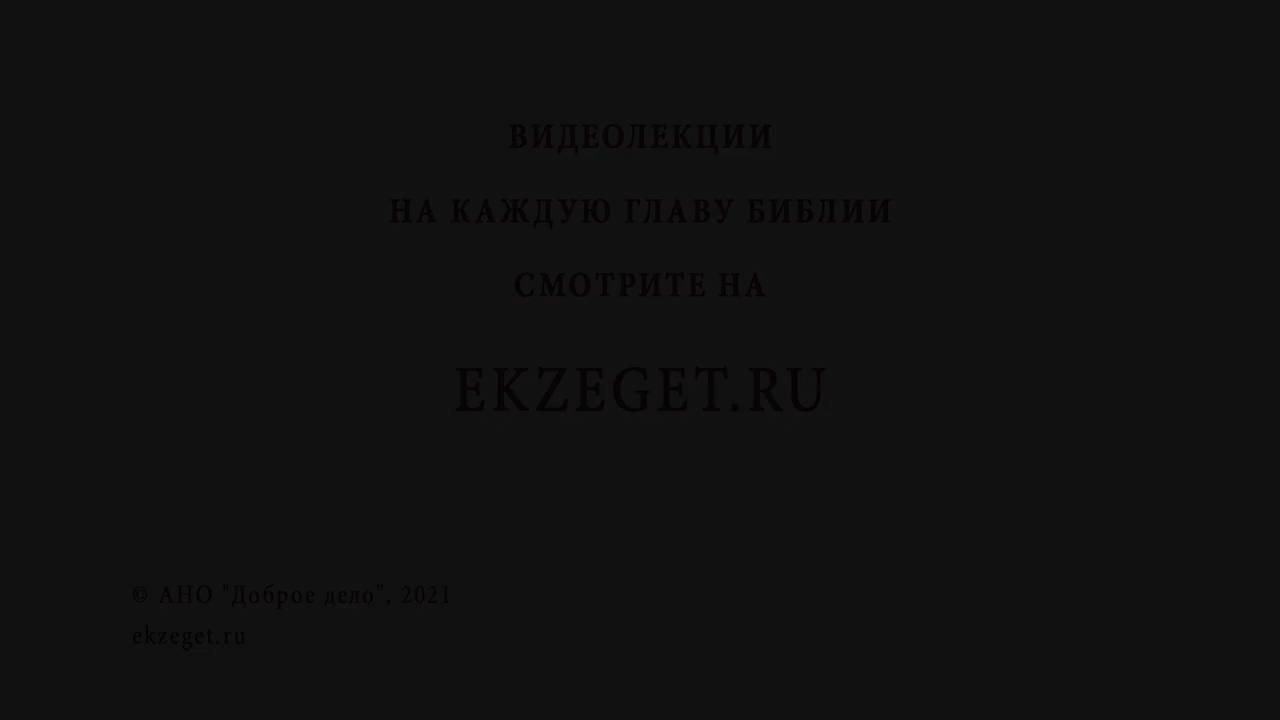 ВИДЕОЛЕКЦИИ
НА КАЖДУЮ ГЛАВУ БИБЛИИ
СМОТРИТЕ НА
EKZEGET.RU
© АНО "Доброе дело", 2021
ekzeget.ru